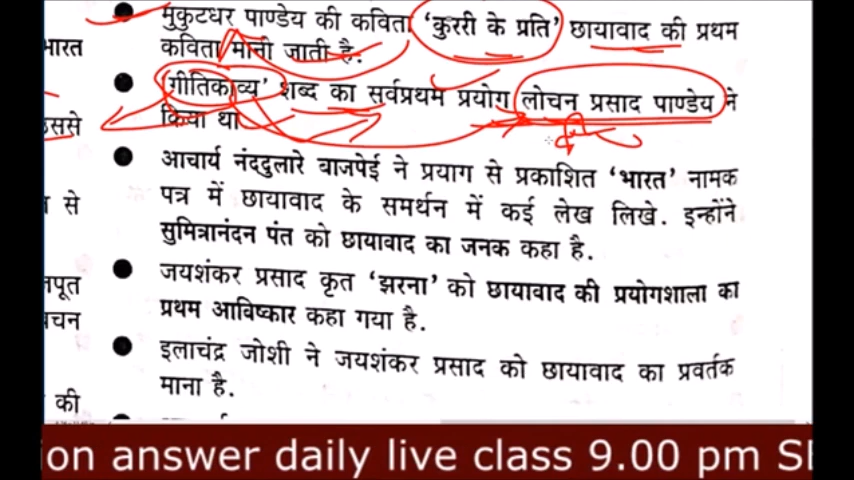 मुकुटधर पाण्डेय की कविता 'कुररी के प्रति' छायावाद की प्रथम
भारत
कविता मानी जाती है.
'गीतिकाव्य' शब्द का सर्वप्रथम प्रयोग लोचन प्रसाद पाण्डेय ने
किया था
आचार्य नंददुलारे वाजपेई ने प्रयाग से प्रकाशित 'भारत' नामक
पत्र में छायावाद के समर्थन में कई लेख लिखे. इन्होंने
से
सुमित्रानंदन पंत को छायावाद का जनक कहा है.
जयशंकर प्रसाद कृत 'झरना' को छायावाद की प्रयोगशाला का
प्रथम आविष्कार कहा गया है.
इलाचंद्र जोशी ने जयशंकर प्रसाद को छायावाद का प्रवर्तक
माना है.
की
on answer daily live class 9.00 pm S